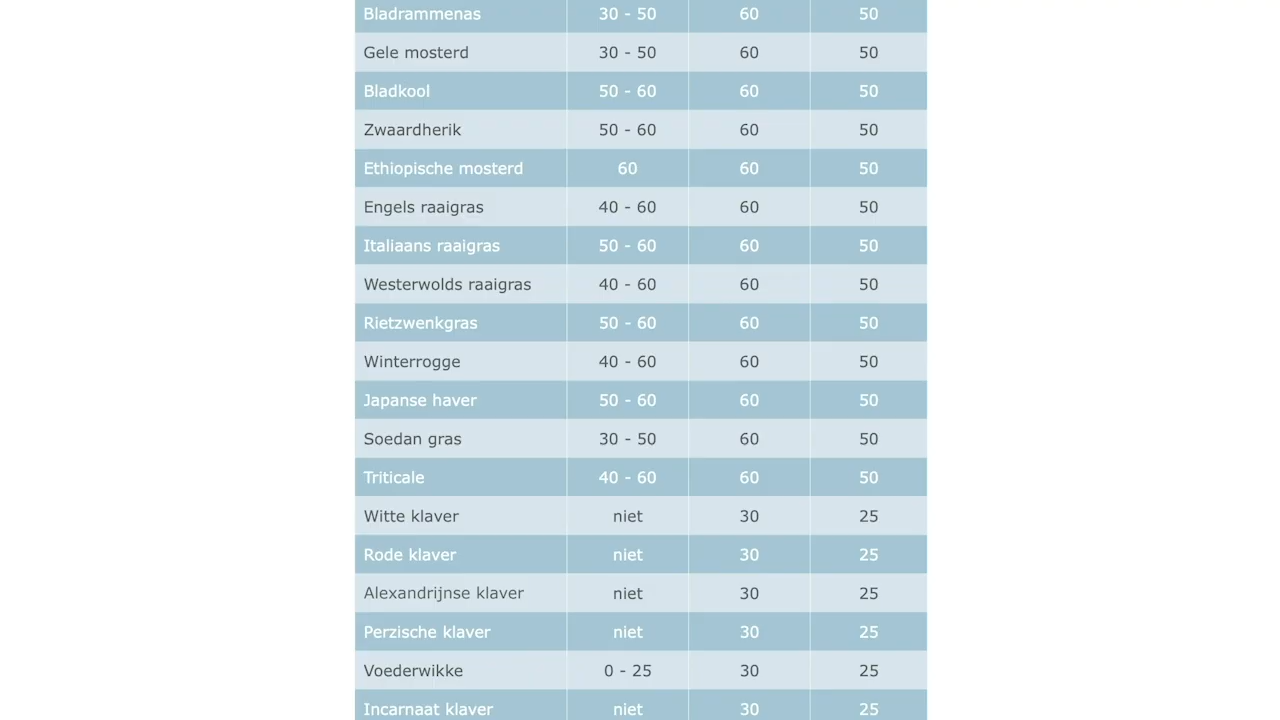 Bladrammenas 30 - 50 60 50
Gele mosterd 30 - 50 60 50
Bladkool 50 - 60 60 50
Zwaardherik 50 - 60 60 50
Ethiopische mosterd 60 60 50
Engels raaigras 40 - 60 60 50
Italiaans raaigras 50 - 60 60 50
Westerwolds raaigras 40 - 60 60 50
Rietzwenkgras 50 - 60 60 50
Winterrogge 40 - 60 60 50
Japanse haver 50 - 60 60 50
Soedan gras 30 - 50 60 50
Triticale 40 - 60 60 50
Witte klaver niet 30 25
Rode klaver niet 30 25
Alexandrijnse klaver niet 30 25
Perzische klaver niet 30 25
Voederwikke 0 - 25 30 25
Incarnaat klaver niet 30 25